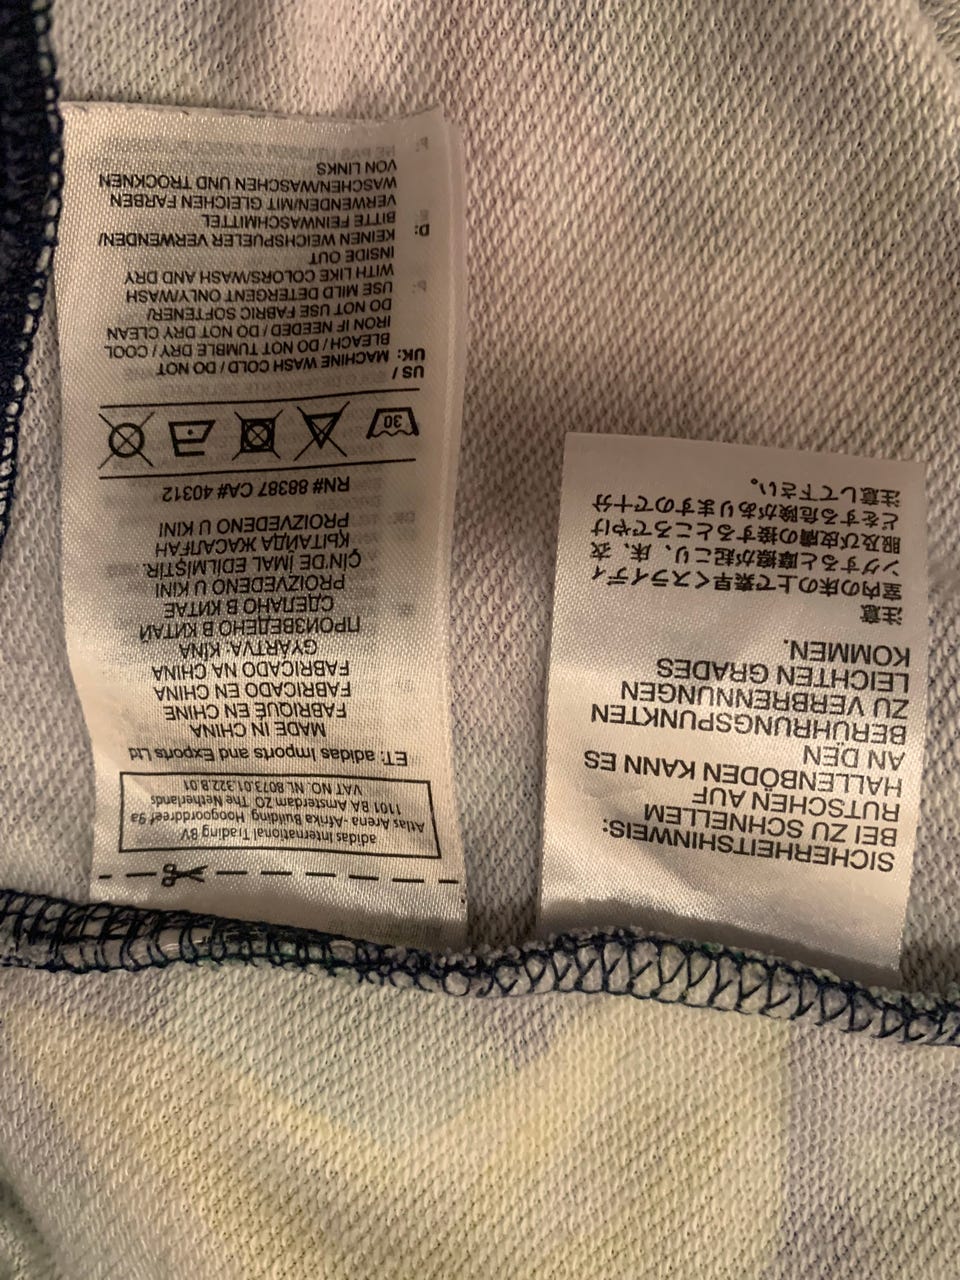 adidas International Trading BV
Atlas Arena -Afrika Building Hoogoorddreef 9a
1101 BA Amsterdam ZO The Netherlands
VAT NO. NL 8073.01.322.B.01
ET: adidas Imports and Exports Ltd
MADE IN CHINA
FABRIQUÉ EN CHINE
FABRICADO EN CHINA
FABRICADO NA CHINA
GYÁRTVA: KÍNA
ПРОИЗВЕДЕНО В КИТАЙ
СДЕЛАНО В КИТАЕ
PROIZVEDENO U KINI
ÇİN'DE İMAL EDİLMİŞTİR.
КЫТАЙДА ЖАСАЛҒАН
PROIZVEDENO U KINI
RN# 88387 CA# 40312
30
US /
UK: MACHINE WASH COLD / DO NOT
BLEACH / DO NOT TUMBLE DRY / COOL
IRON IF NEEDED / DO NOT DRY CLEAN
DO NOT USE FABRIC SOFTENER/
USE MILD DETERGENT ONLY/WASH
WITH LIKE COLORS/WASH AND DRY
INSIDE OUT
D: KEINEN WEICHSPUELER VERWENDEN/
BITTE FEINWASCHMITTEL
VERWENDEN/MIT GLEICHEN FARBEN
WASCHEN/WASCHEN UND TROCKNEN
VON LINKS
F: NE PAS UTILISER D'
SICHERHEITSHINWEIS:
BEI ZU SCHNELLEM
RUTSCHEN AUF
HALLENBÖDEN KANN ES
AN DEN
BERÜHRUNGSPUNKTEN
ZU VERBRENNUNGEN
LEICHTEN GRADES
KOMMEN.
注意
室内の床の上で素早くスライディ
ングすると摩擦が起こり、床、衣
服及び皮膚の接するところでやけ
どをする危険がありますので十分
注意して下さい。